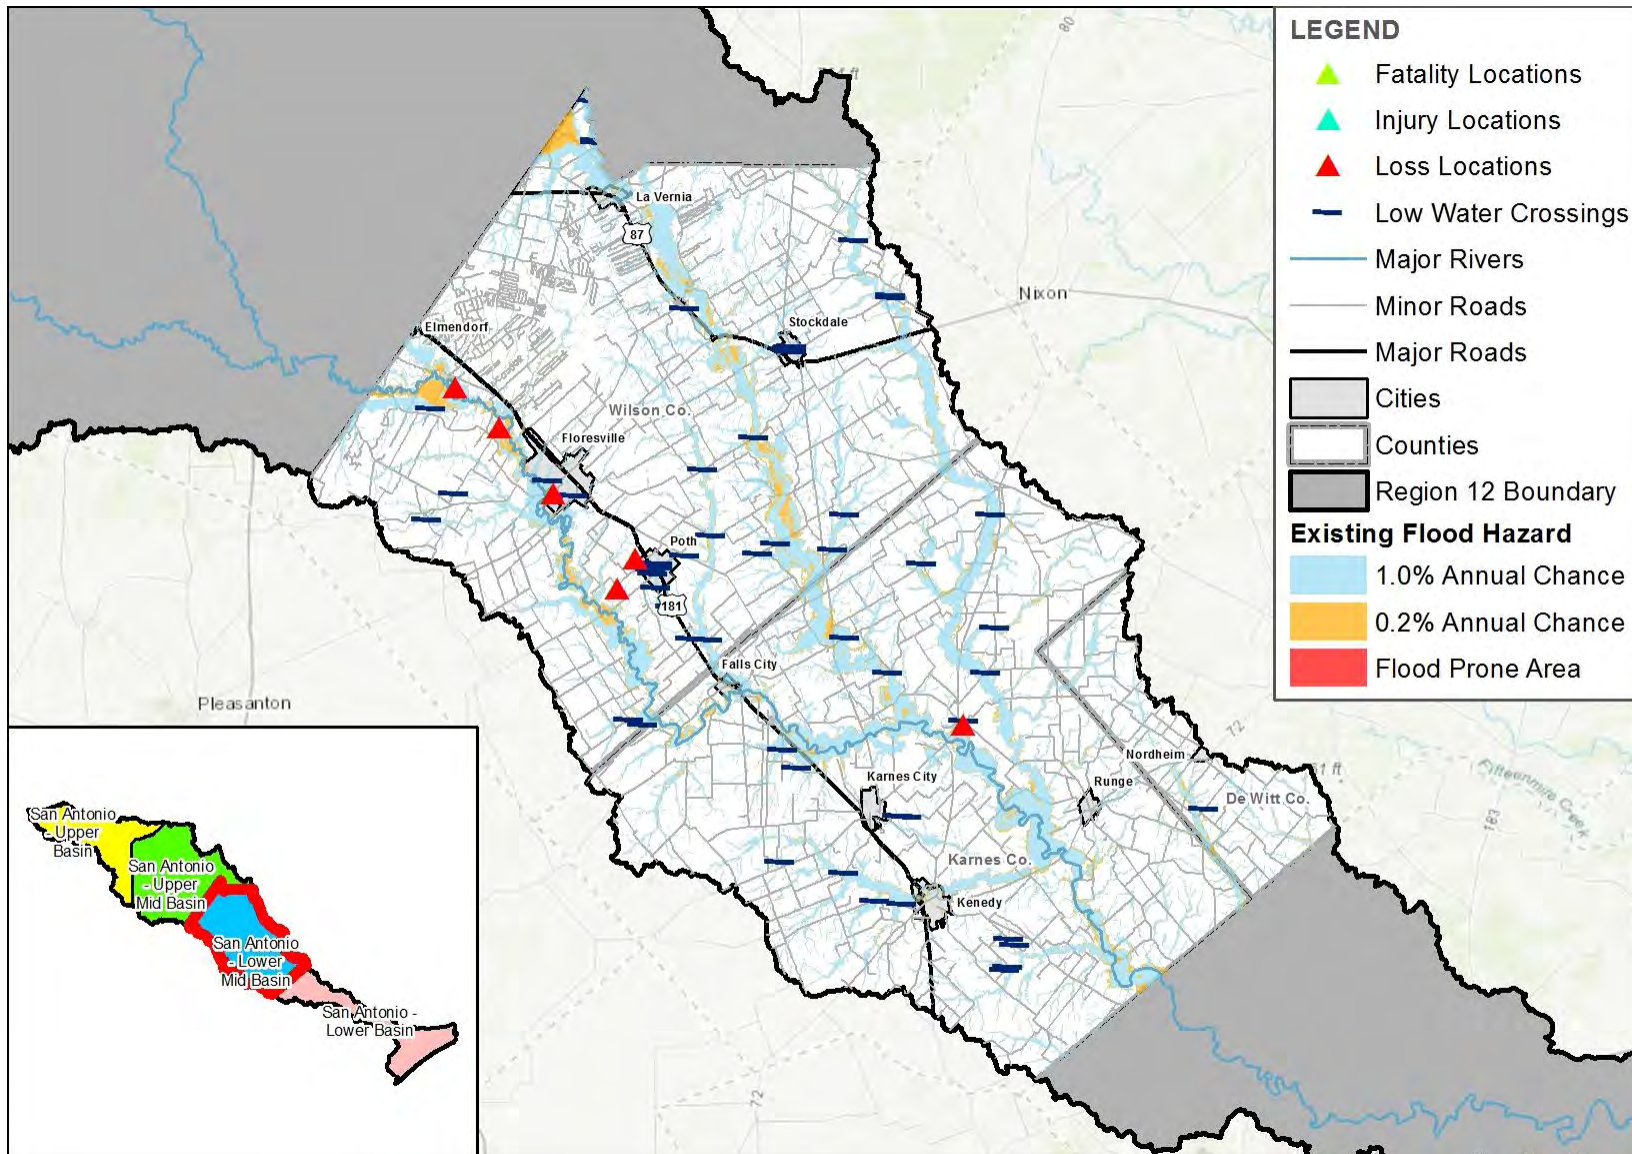 LEGEND
Fatality Locations
Injury Locations
Loss Locations
Low Water Crossings
Major Rivers
Minor Roads
Major Roads
Cities
Counties
Region 12 Boundary
Existing Flood Hazard
1.0% Annual Chance
0.2% Annual Chance
Flood Prone Area
80
La Vernia
87
Nixon
Elmendorf
Stockdale
Wilson Co.
Floresville
Poth
181
Falls City
Pleasanton
72
Nordheim
Karnes City
Runge
De Witt Co.
Fifteenmile Creek
183
Karnes Co.
Kenedy
72
San Antonio
- Upper
Basin
San Antonio
- Upper
Mid Basin
San Antonio
- Lower
Mid Basin
San Antonio -
Lower Basin